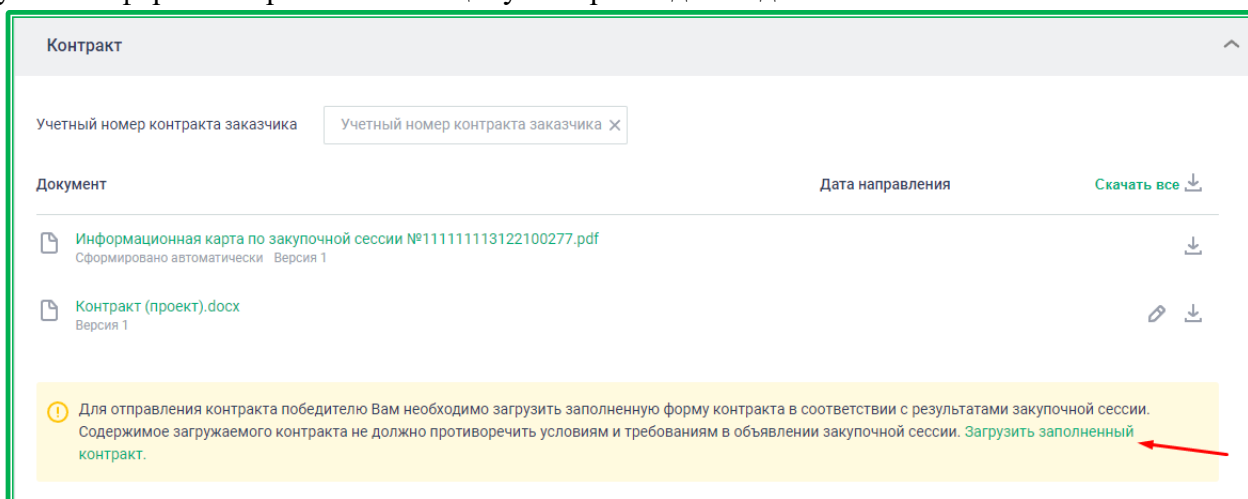 Контракт
Учетный номер контракта заказчика Учетный номер контракта заказчика
Документ Дата направления Скачать все
Информационная карта по закупочной сессии №111111113122100277.pdf
Сформировано автоматически Версия 1
Контракт (проект).docx
Версия 1
Для отправления контракта победителю Вам необходимо загрузить заполненную форму контракта в соответствии с результатами закупочной сессии.
Содержимое загружаемого контракта не должно противоречить условиям и требованиям в объявлении закупочной сессии. Загрузить заполненный
контракт.